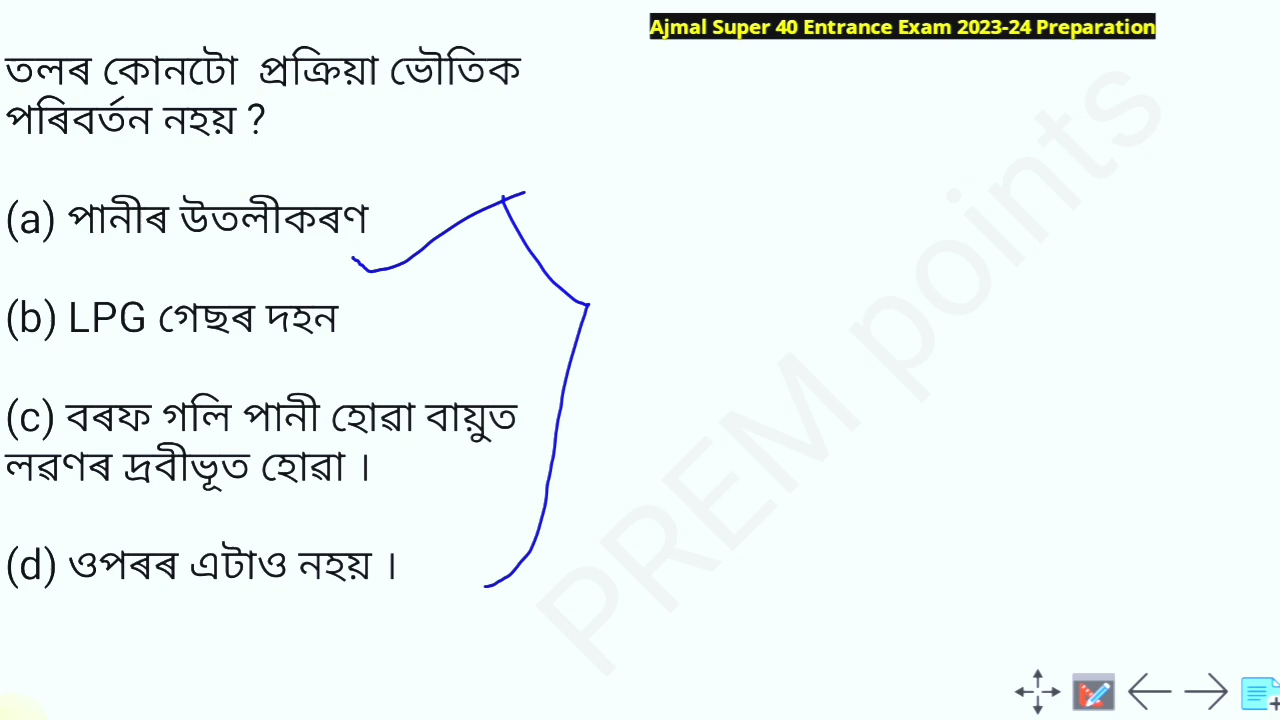 Ajmal Super 40 Entrance Exam 2023-24 Preparation
তলৰ কোনটো প্ৰক্ৰিয়া ভৌতিক
পৰিবৰ্তন নহয় ?
(a) পানীৰ উতলীকৰণ
(b) LPG গেছৰ দহন
(c) বৰফ গলি পানী হোৱা বায়ুত
লৱণৰ দ্ৰবীভূত হোৱা ।
(d) ওপৰৰ এটাও নহয় ।
PREM points